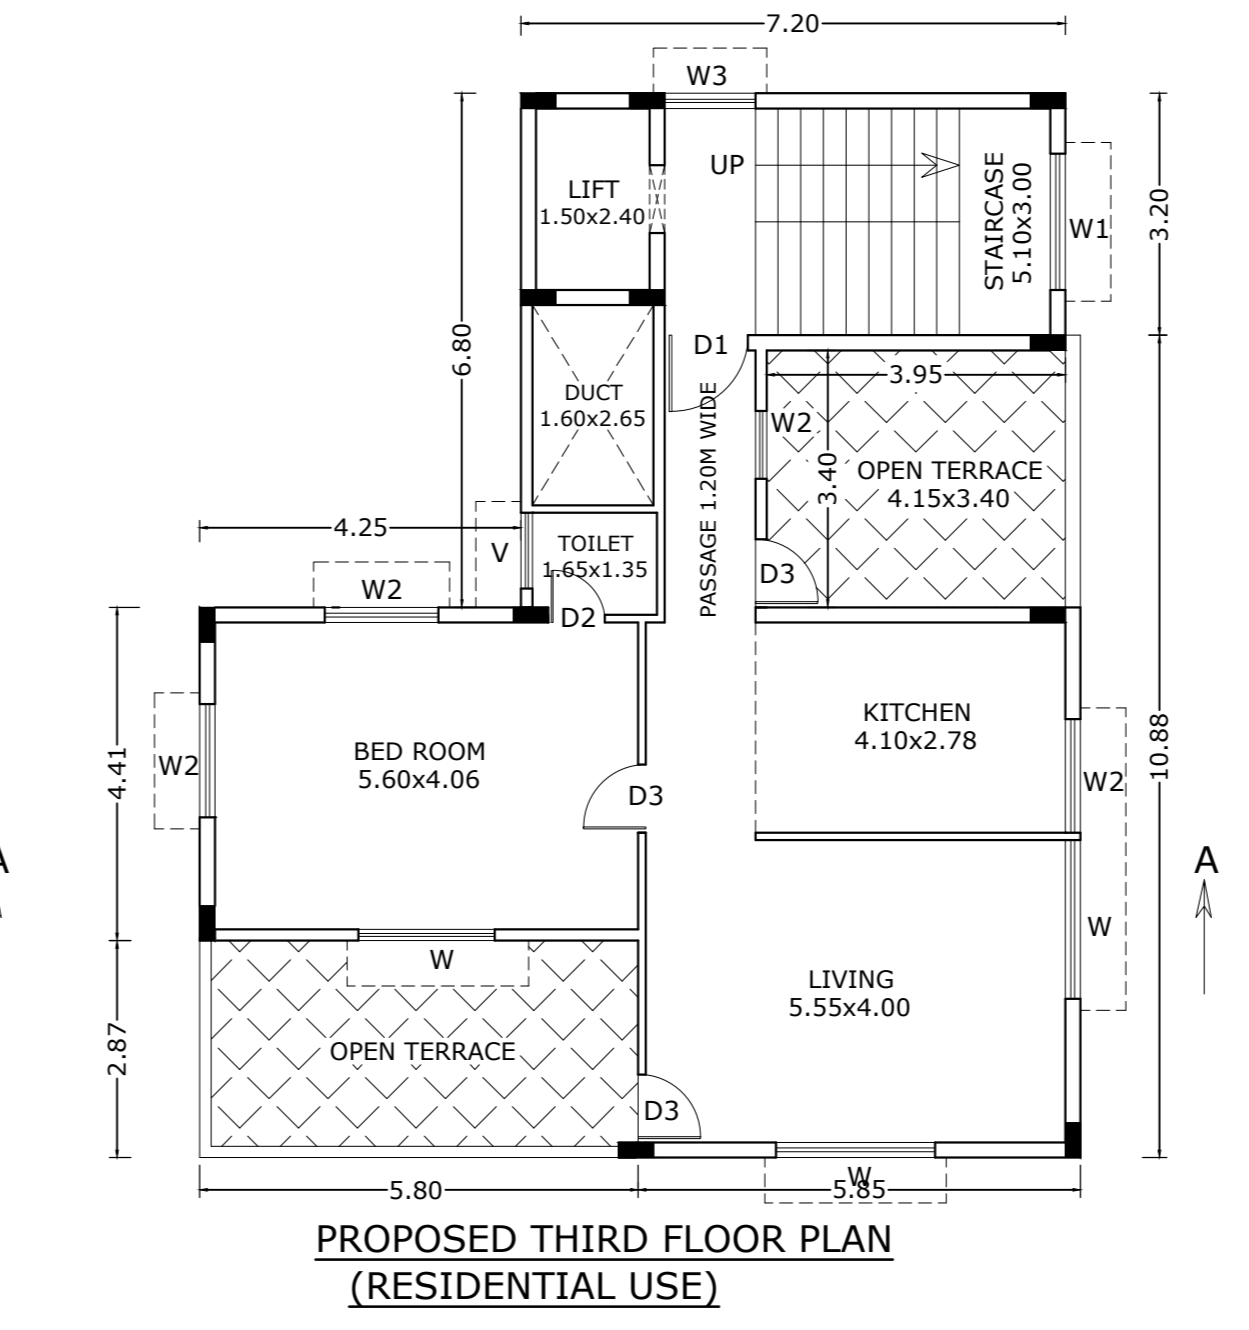 7.20
W3
UP
LIFT
1.50x2.40
STAIRCASE
5.10x3.00
W1
3.20
6.80
D1
3.95
DUCT
1.60x2.65
PASSAGE 1.20M WIDE
W2
OPEN TERRACE
4.15x3.40
3.40
4.25
V
TOILET
1.65x1.35
D3
W2
D2
KITCHEN
4.10x2.78
10.88
BED ROOM
5.60x4.06
4.41
W2
D3
W2
A
A
W
W
LIVING
5.55x4.00
OPEN TERRACE
2.87
D3
W
5.80
5.85
PROPOSED THIRD FLOOR PLAN
(RESIDENTIAL USE)